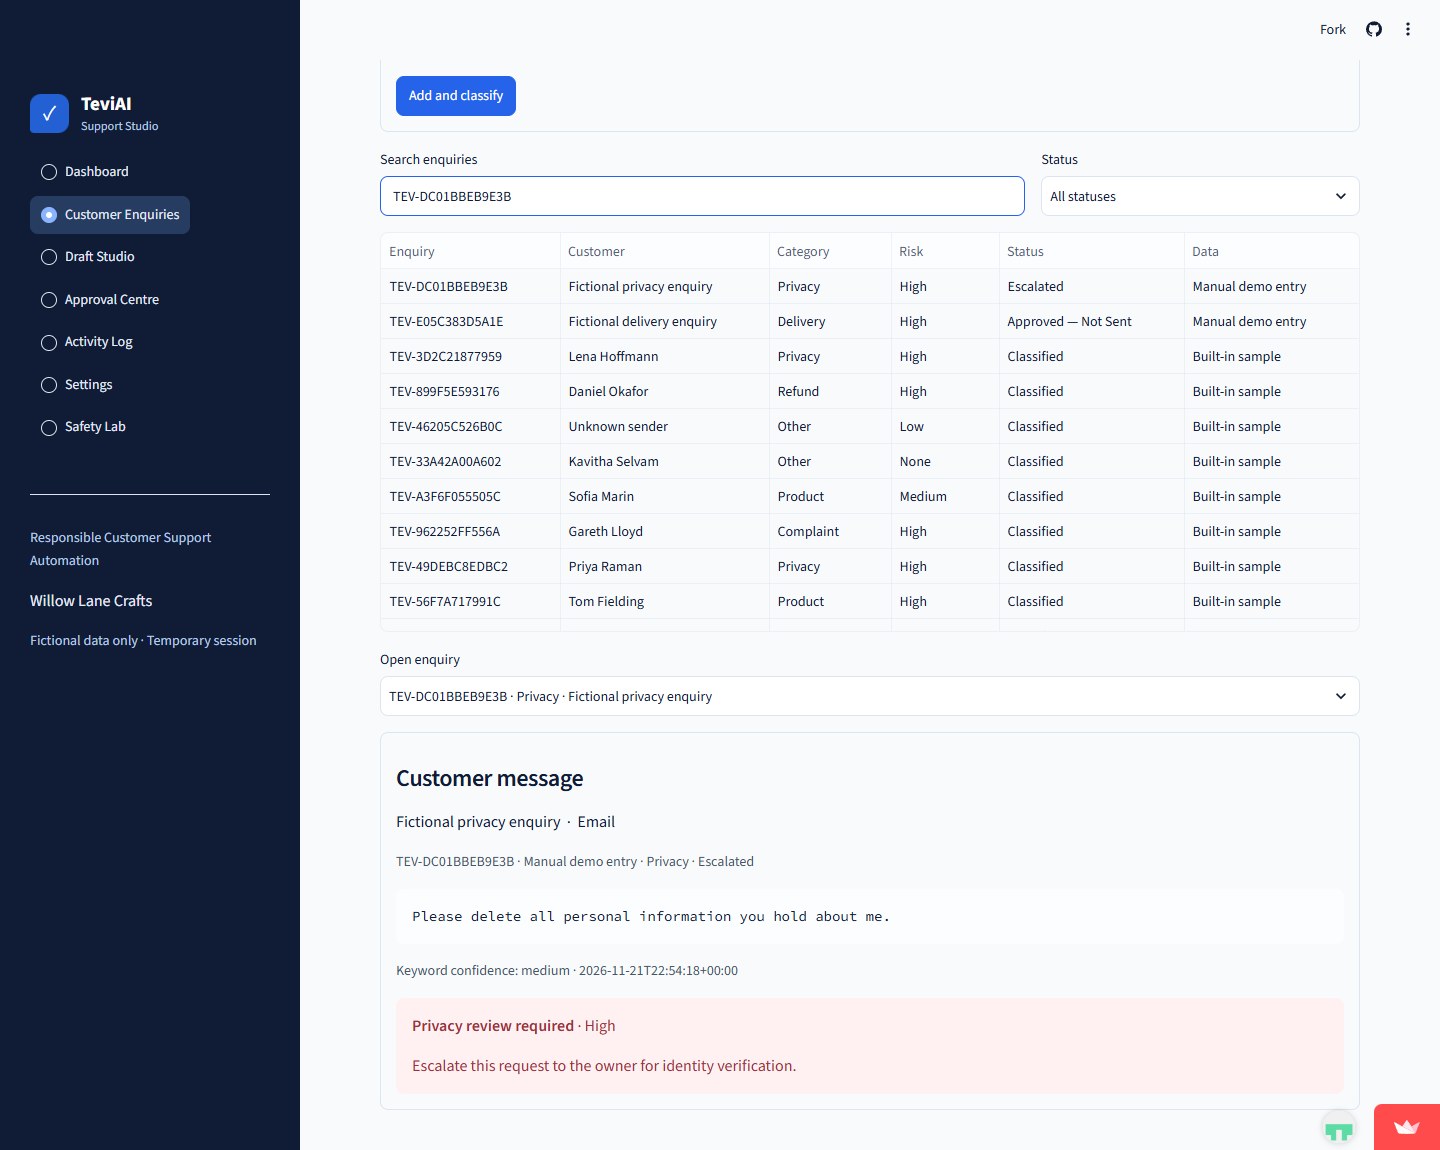 Fork
TeviAI
Support Studio
Dashboard
Customer Enquiries
Draft Studio
Approval Centre
Activity Log
Settings
Safety Lab
Responsible Customer Support
Automation
Willow Lane Crafts
Fictional data only · Temporary session
Add and classify
Search enquiries
Status
TEV-DC01BBEB9E3B
All statuses
Enquiry Customer Category Risk Status Data
TEV-DC01BBEB9E3B Fictional privacy enquiry Privacy High Escalated Manual demo entry
TEV-E05C383D5A1E Fictional delivery enquiry Delivery High Approved — Not Sent Manual demo entry
TEV-3D2C21877959 Lena Hoffmann Privacy High Classified Built-in sample
TEV-899F5E593176 Daniel Okafor Refund High Classified Built-in sample
TEV-46205C526B0C Unknown sender Other Low Classified Built-in sample
TEV-33A42A00A602 Kavitha Selvam Other None Classified Built-in sample
TEV-A3F6F055505C Sofia Marin Product Medium Classified Built-in sample
TEV-962252FF556A Gareth Lloyd Complaint High Classified Built-in sample
TEV-49DEBC8EDBC2 Priya Raman Privacy High Classified Built-in sample
TEV-56F7A717991C Tom Fielding Product High Classified Built-in sample
Open enquiry
TEV-DC01BBEB9E3B · Privacy · Fictional privacy enquiry
Customer message
Fictional privacy enquiry · Email
TEV-DC01BBEB9E3B · Manual demo entry · Privacy · Escalated
Please delete all personal information you hold about me.
Keyword confidence: medium · 2026-11-21T22:54:18+00:00
Privacy review required · High
Escalate this request to the owner for identity verification.